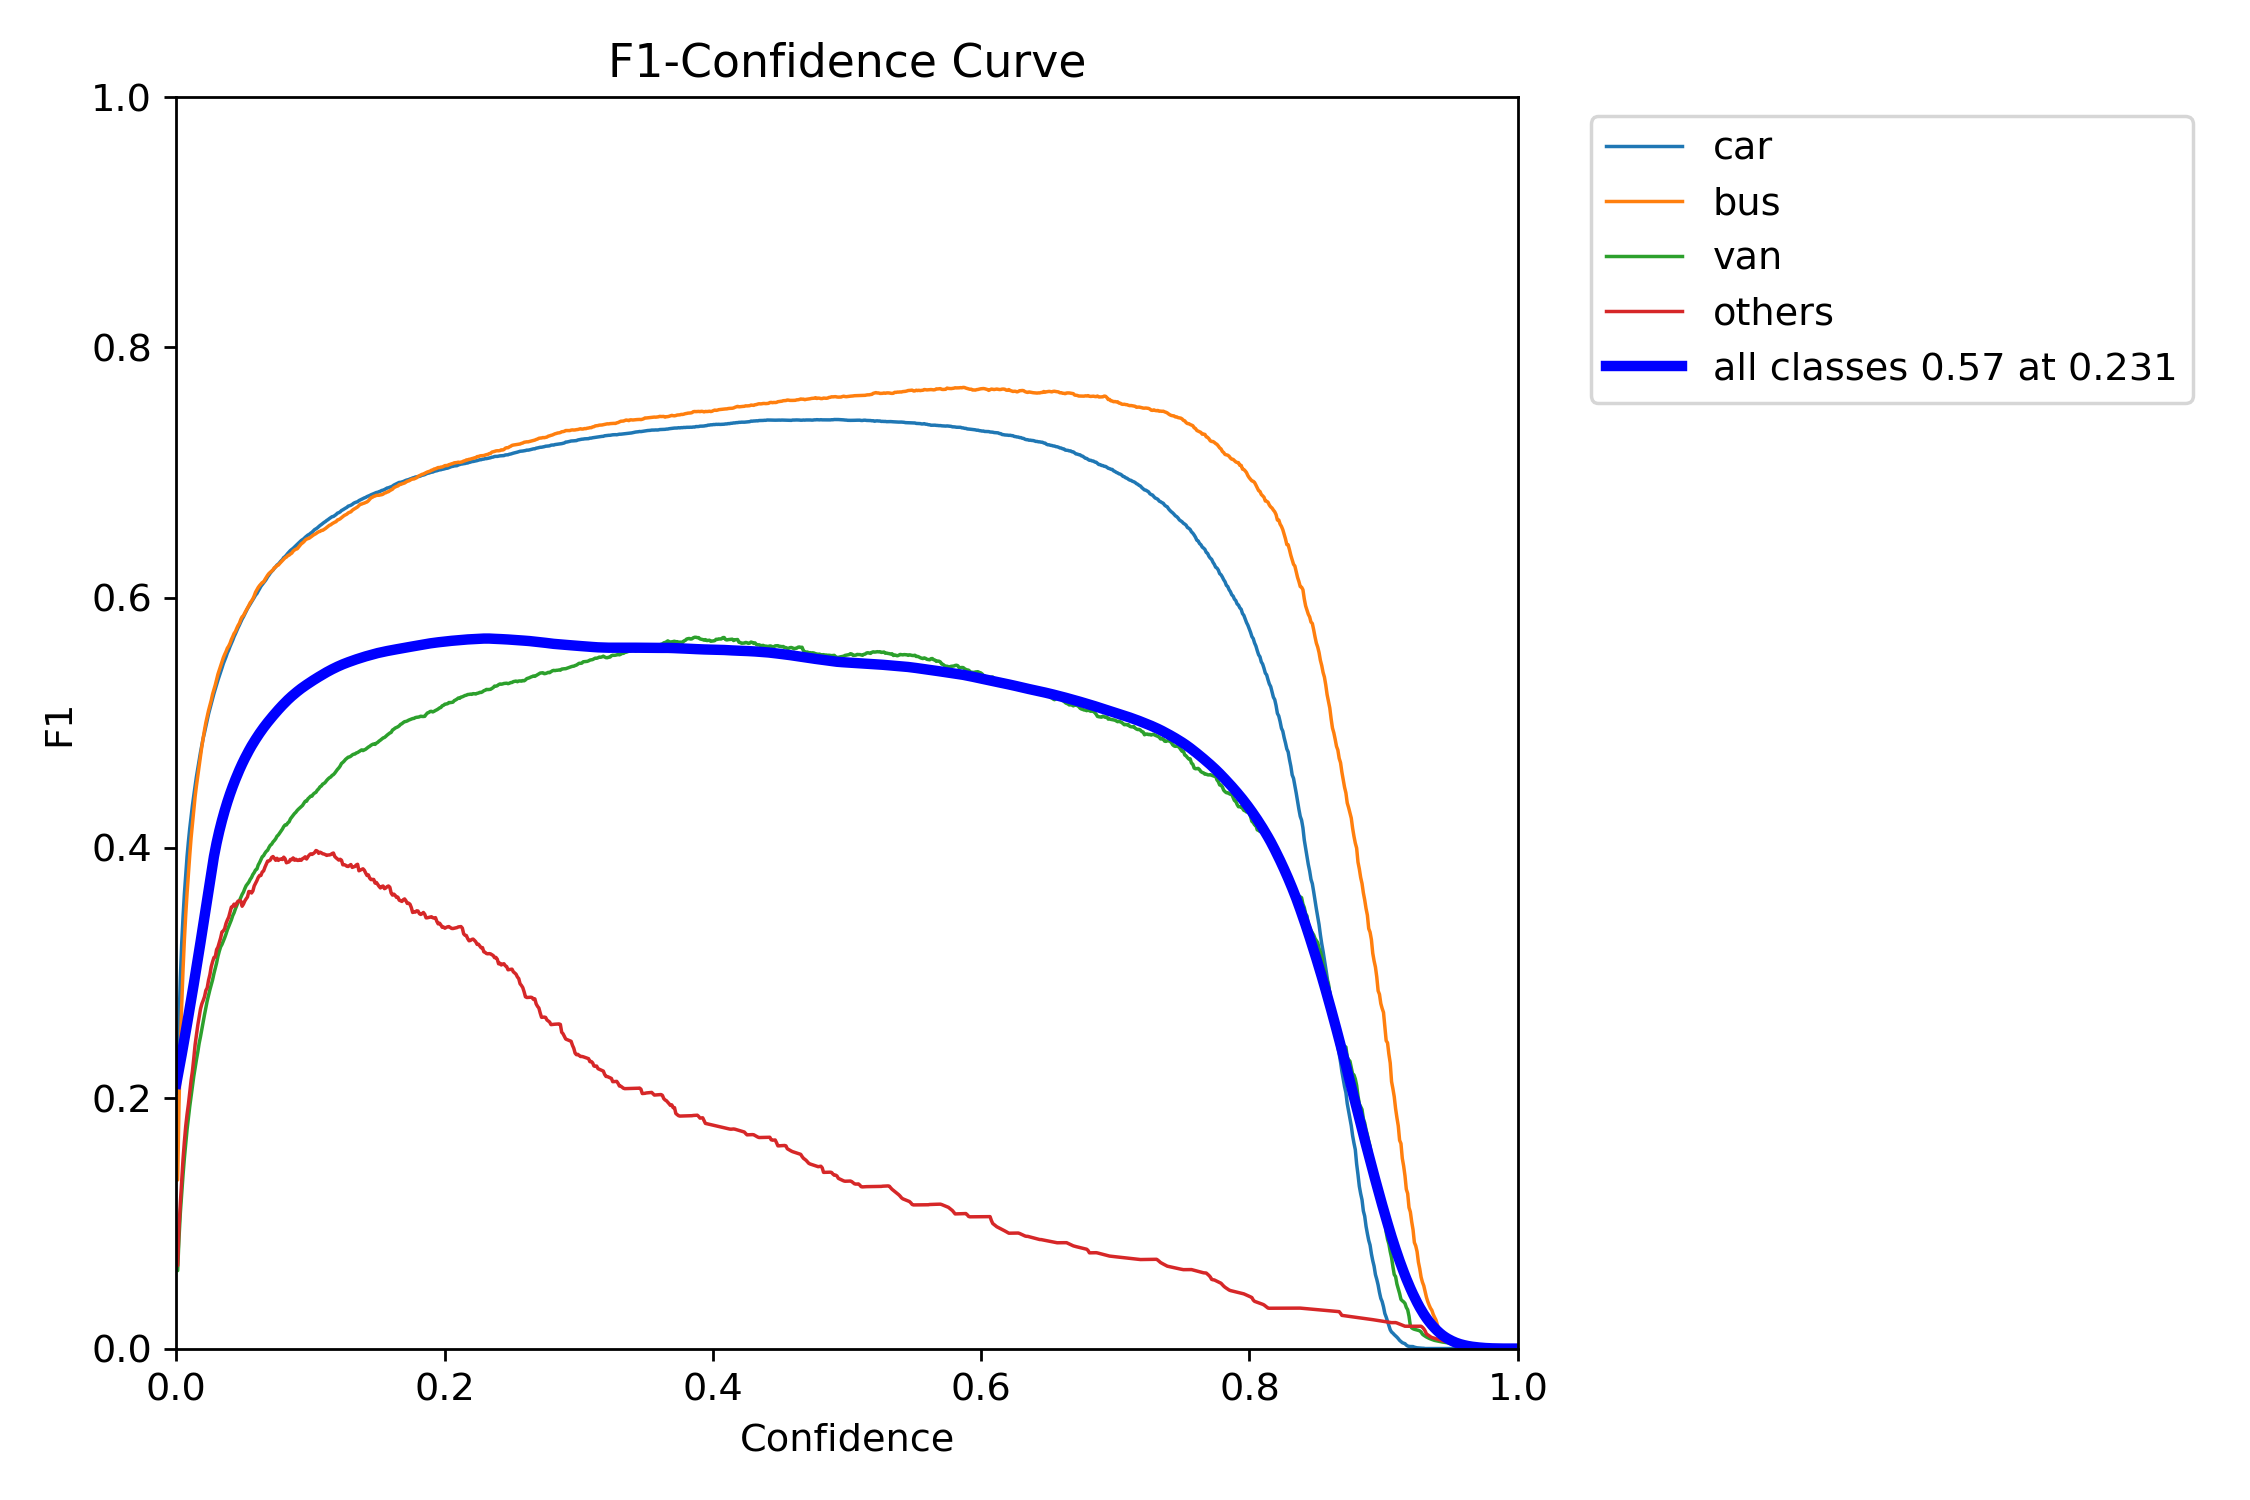 F1-Confidence Curve
1.0
0.8
0.6
0.4
0.2
0.0
F1
0.0 0.2 0.4 0.6 0.8 1.0
Confidence
car
bus
van
others
all classes 0.57 at 0.231